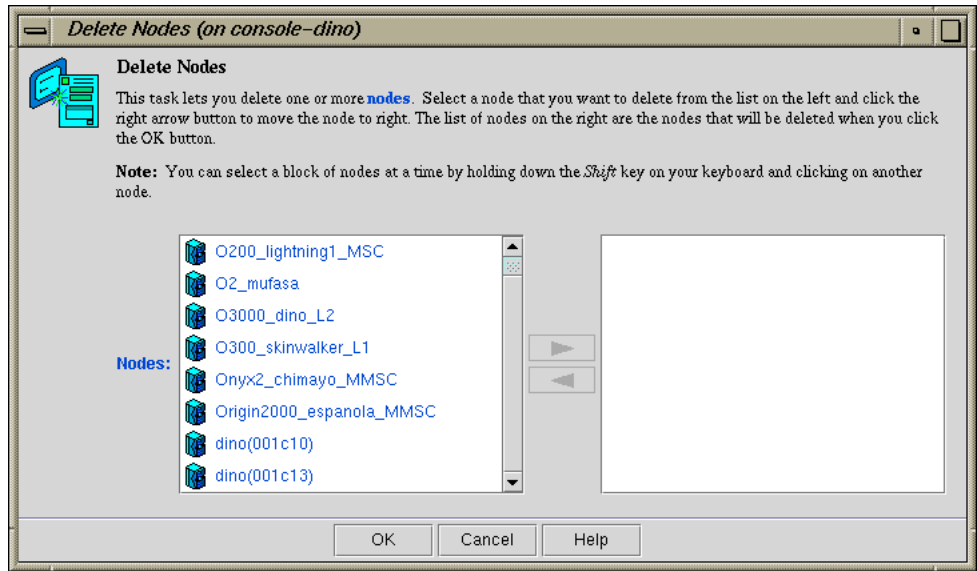 Delete Nodes (on console-dino)
Delete Nodes
This task lets you delete one or more nodes. Select a node that you want to delete from the list on the left and click the
right arrow button to move the node to right. The list of nodes on the right are the nodes that will be deleted when you click
the OK button.
Note: You can select a block of nodes at a time by holding down the Shift key on your keyboard and clicking on another
node.
O200_lightning1_MSC
O2_mufasa
O3000_dino_L2
O300_skinwalker_L1
Nodes:
Onyx2_chimayo_MMSC
Origin2000_espanola_MMSC
dino(001c10)
dino(001c13)
OK Cancel Help